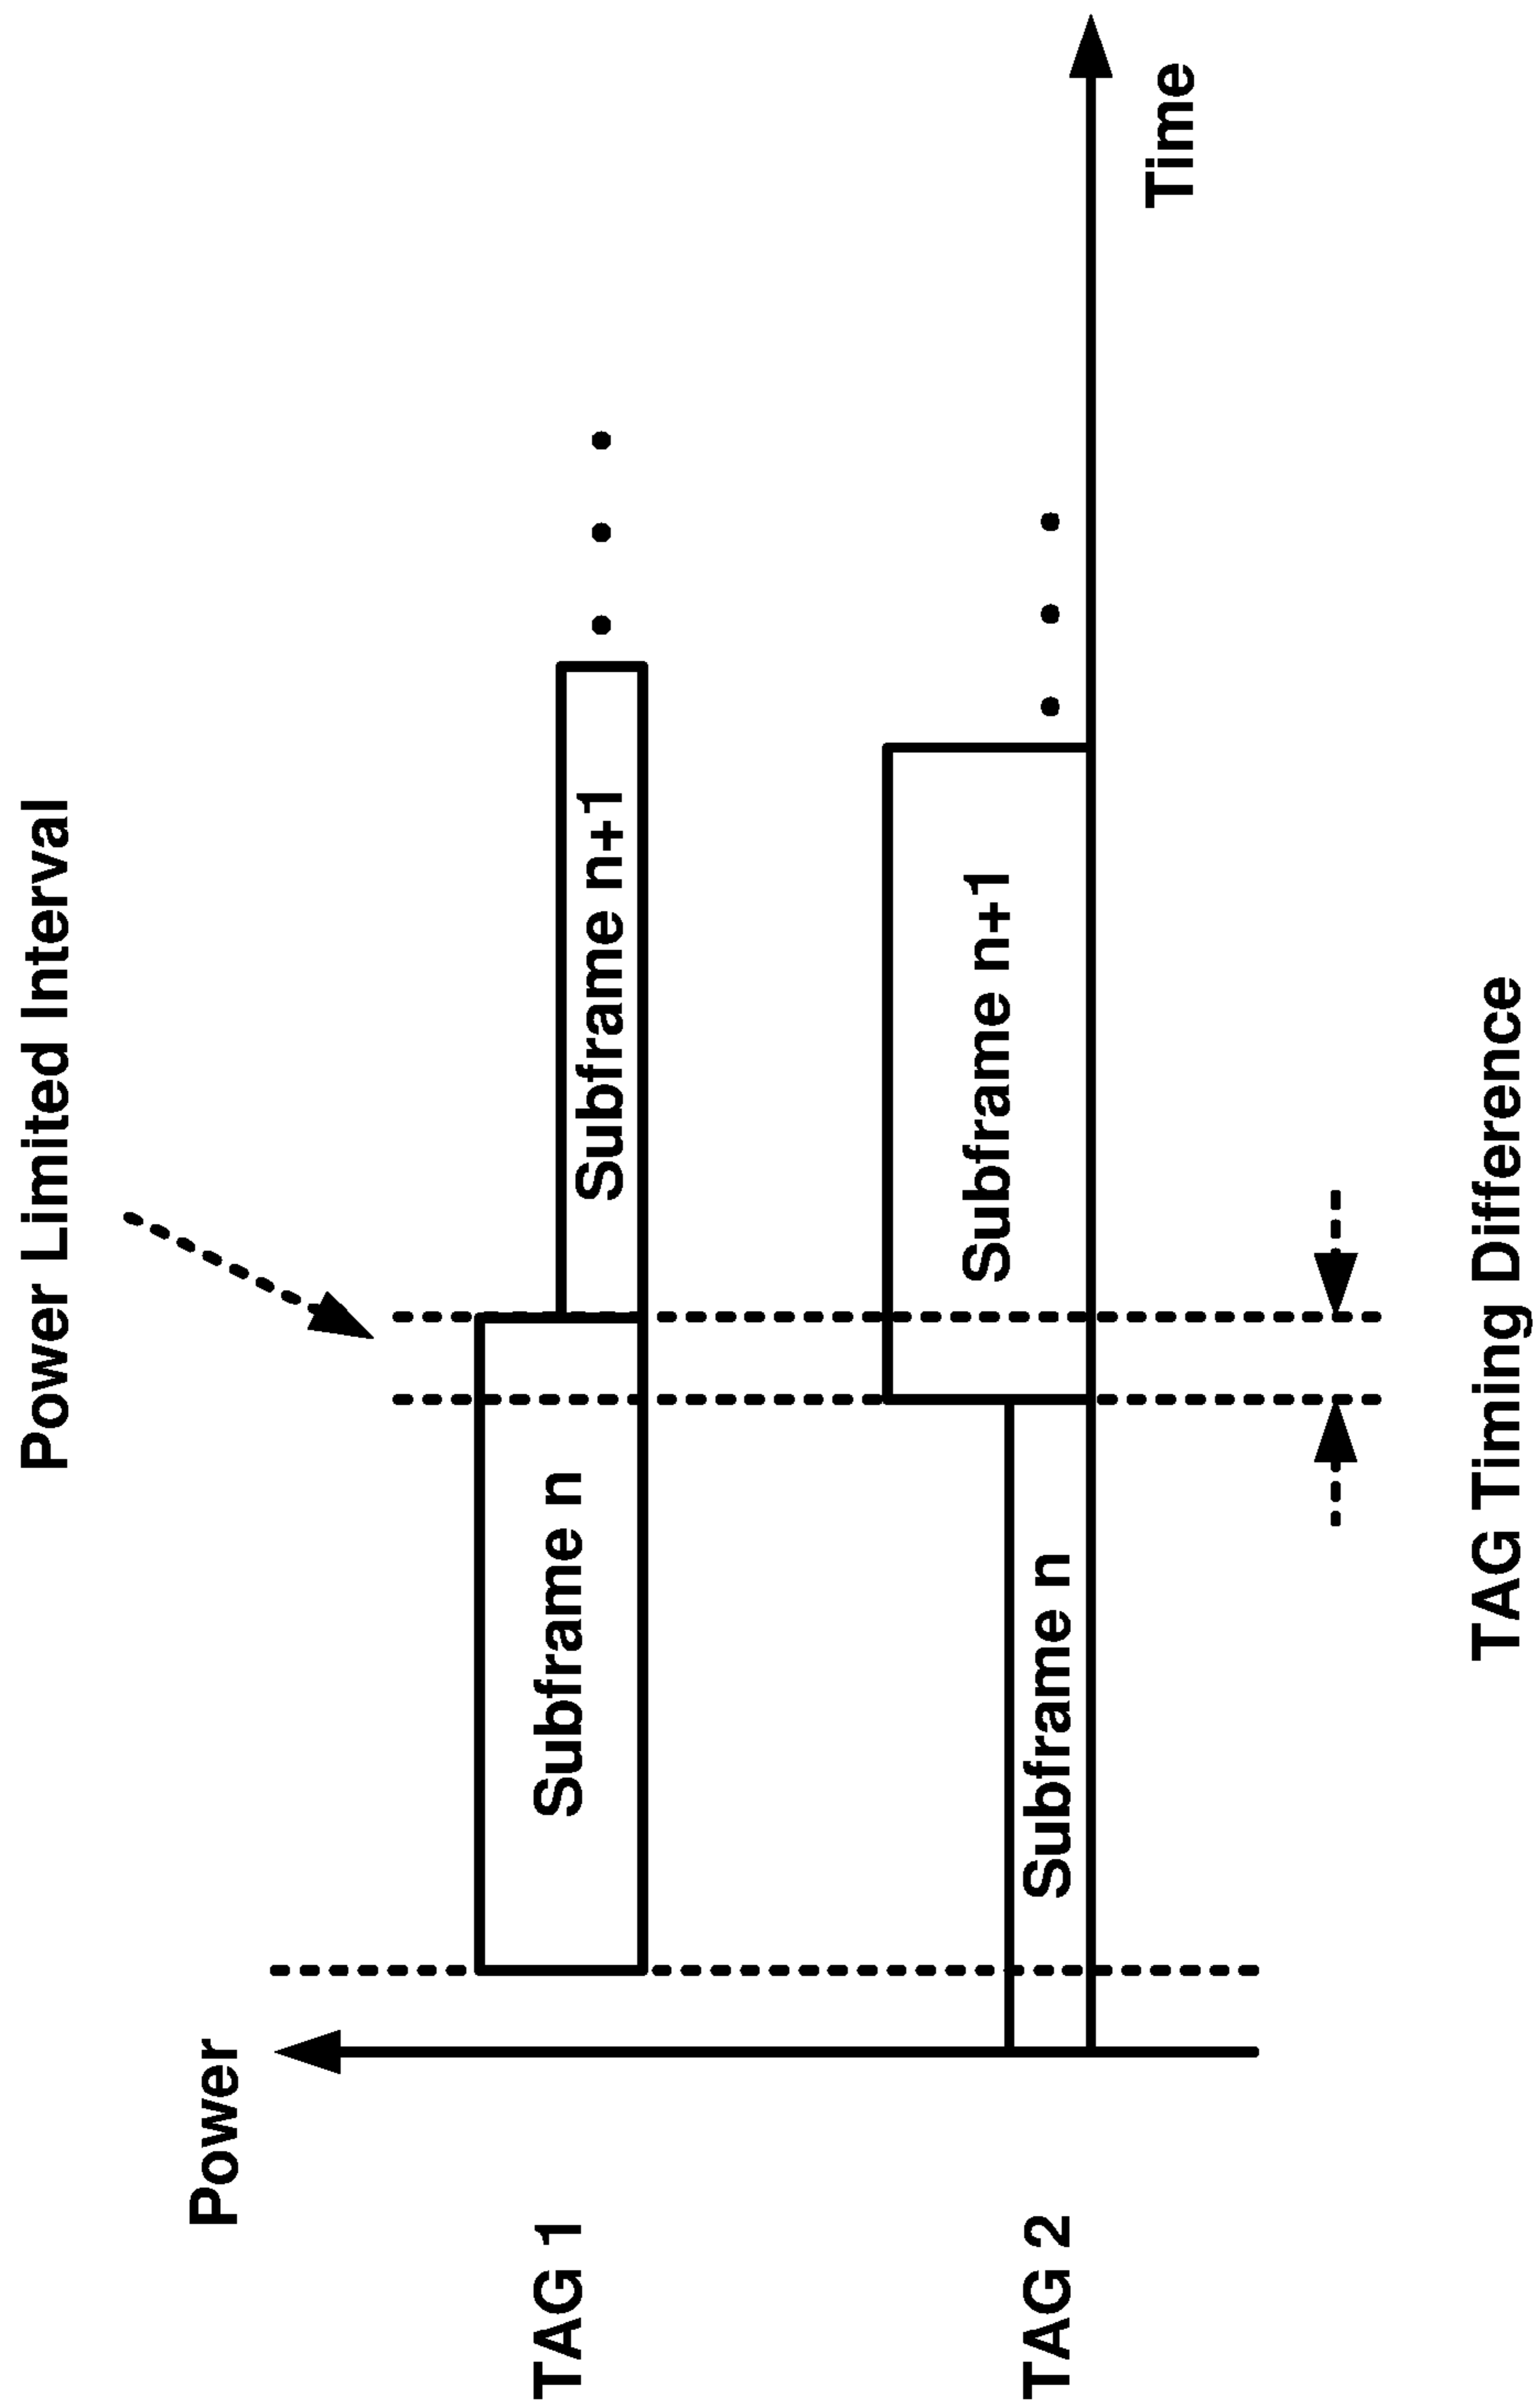 Power Limited Interval
Power
TAG 1
Subframe n
Subframe n+1
TAG 2
Subframe n
Subframe n+1
Time
TAG Timing Difference